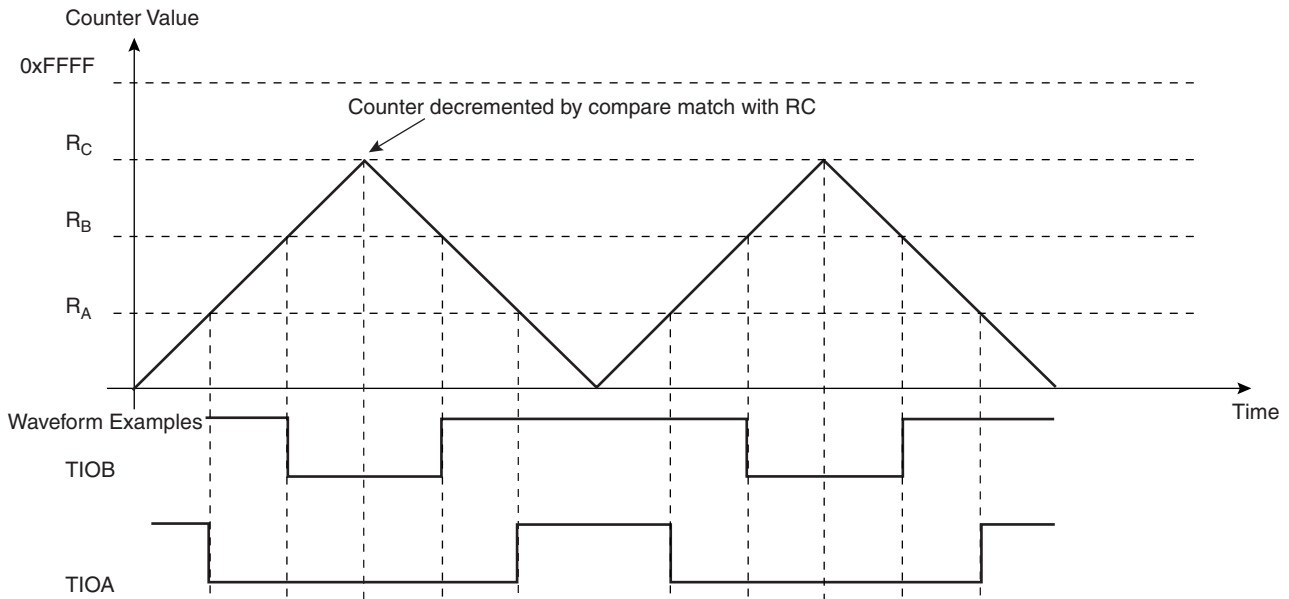 Counter Value
0xFFFF
Counter decremented by compare match with RC
RC
RB
RA
Time
Waveform Examples
TIOB
TIOA